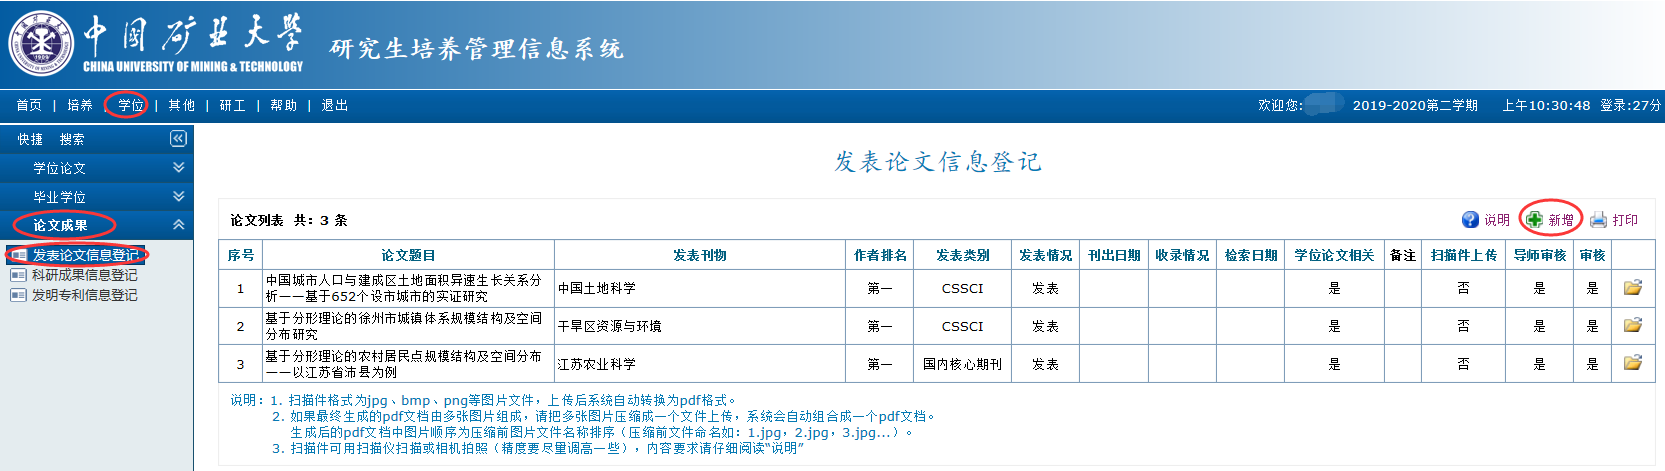 中国矿业大学
CHINA UNIVERSITY OF MINING & TECHNOLOGY
1909
研究生培养管理信息系统
首页 | 培养 | 学位 | 其他 | 研工 | 帮助 | 退出
欢迎您: 2019-2020第二学期 上午10:30:48 登录:27分
快捷 搜索
学位论文
毕业学位
论文成果
发表论文信息登记
科研成果信息登记
发明专利信息登记
发表论文信息登记
论文列表 共: 3 条
说明 新增 打印
序号 论文题目 发表刊物 作者排名 发表类别 发表情况 刊出日期 收录情况 检索日期 学位论文相关 备注 扫描件上传 导师审核 审核
1 中国城市人口与建成区土地面积异速生长关系分析——基于652个设市城市的实证研究 中国土地科学 第一 CSSCI 发表 是 否 是 是
2 基于分形理论的徐州市城镇体系规模结构及空间分布研究 干旱区资源与环境 第一 CSSCI 发表 是 否 是 是
3 基于分形理论的农村居民点规模结构及空间分布——以江苏省沛县为例 江苏农业科学 第一 国内核心期刊 发表 是 否 是 是
说明：1. 扫描件格式为jpg、bmp、png等图片文件，上传后系统自动转换为pdf格式。
2. 如果最终生成的pdf文档由多张图片组成，请把多张图片压缩成一个文件上传，系统会自动组合成一个pdf文档。
生成后的pdf文档中图片顺序为压缩前图片文件名称排序（压缩前文件命名如：1.jpg，2.jpg，3.jpg...）。
3. 扫描件可用扫描仪扫描或相机拍照（精度要尽量调高一些），内容要求请仔细阅读“说明”